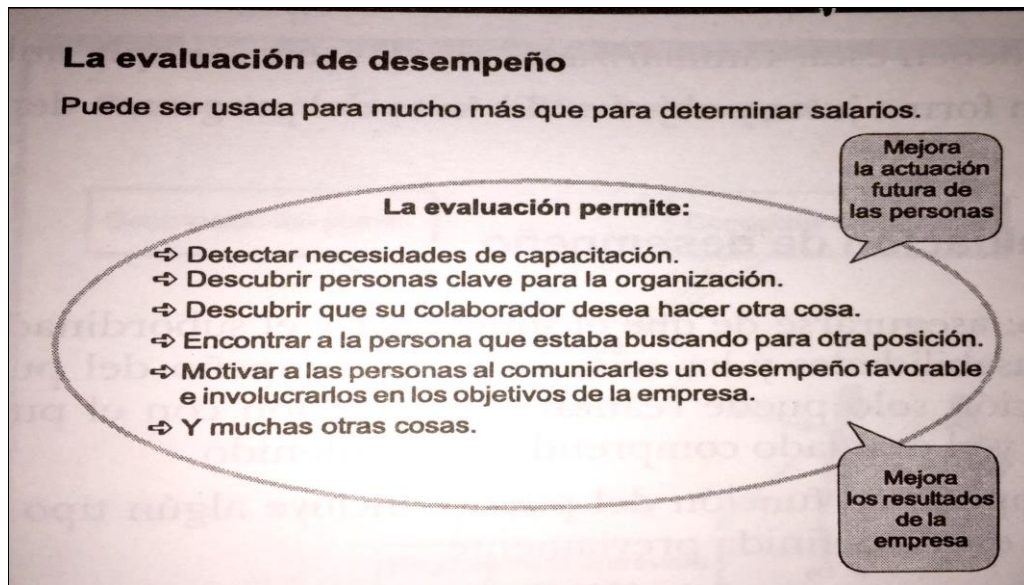 La evaluación de desempeño
Puede ser usada para mucho más que para determinar salarios.
Mejora
la actuación
futura de
las personas
La evaluación permite:
➪ Detectar necesidades de capacitación.
➪ Descubrir personas clave para la organización.
➪ Descubrir que su colaborador desea hacer otra cosa.
➪ Encontrar a la persona que estaba buscando para otra posición.
➪ Motivar a las personas al comunicarles un desempeño favorable
e involucrarlos en los objetivos de la empresa.
➪ Y muchas otras cosas.
Mejora
los resultados
de la
empresa